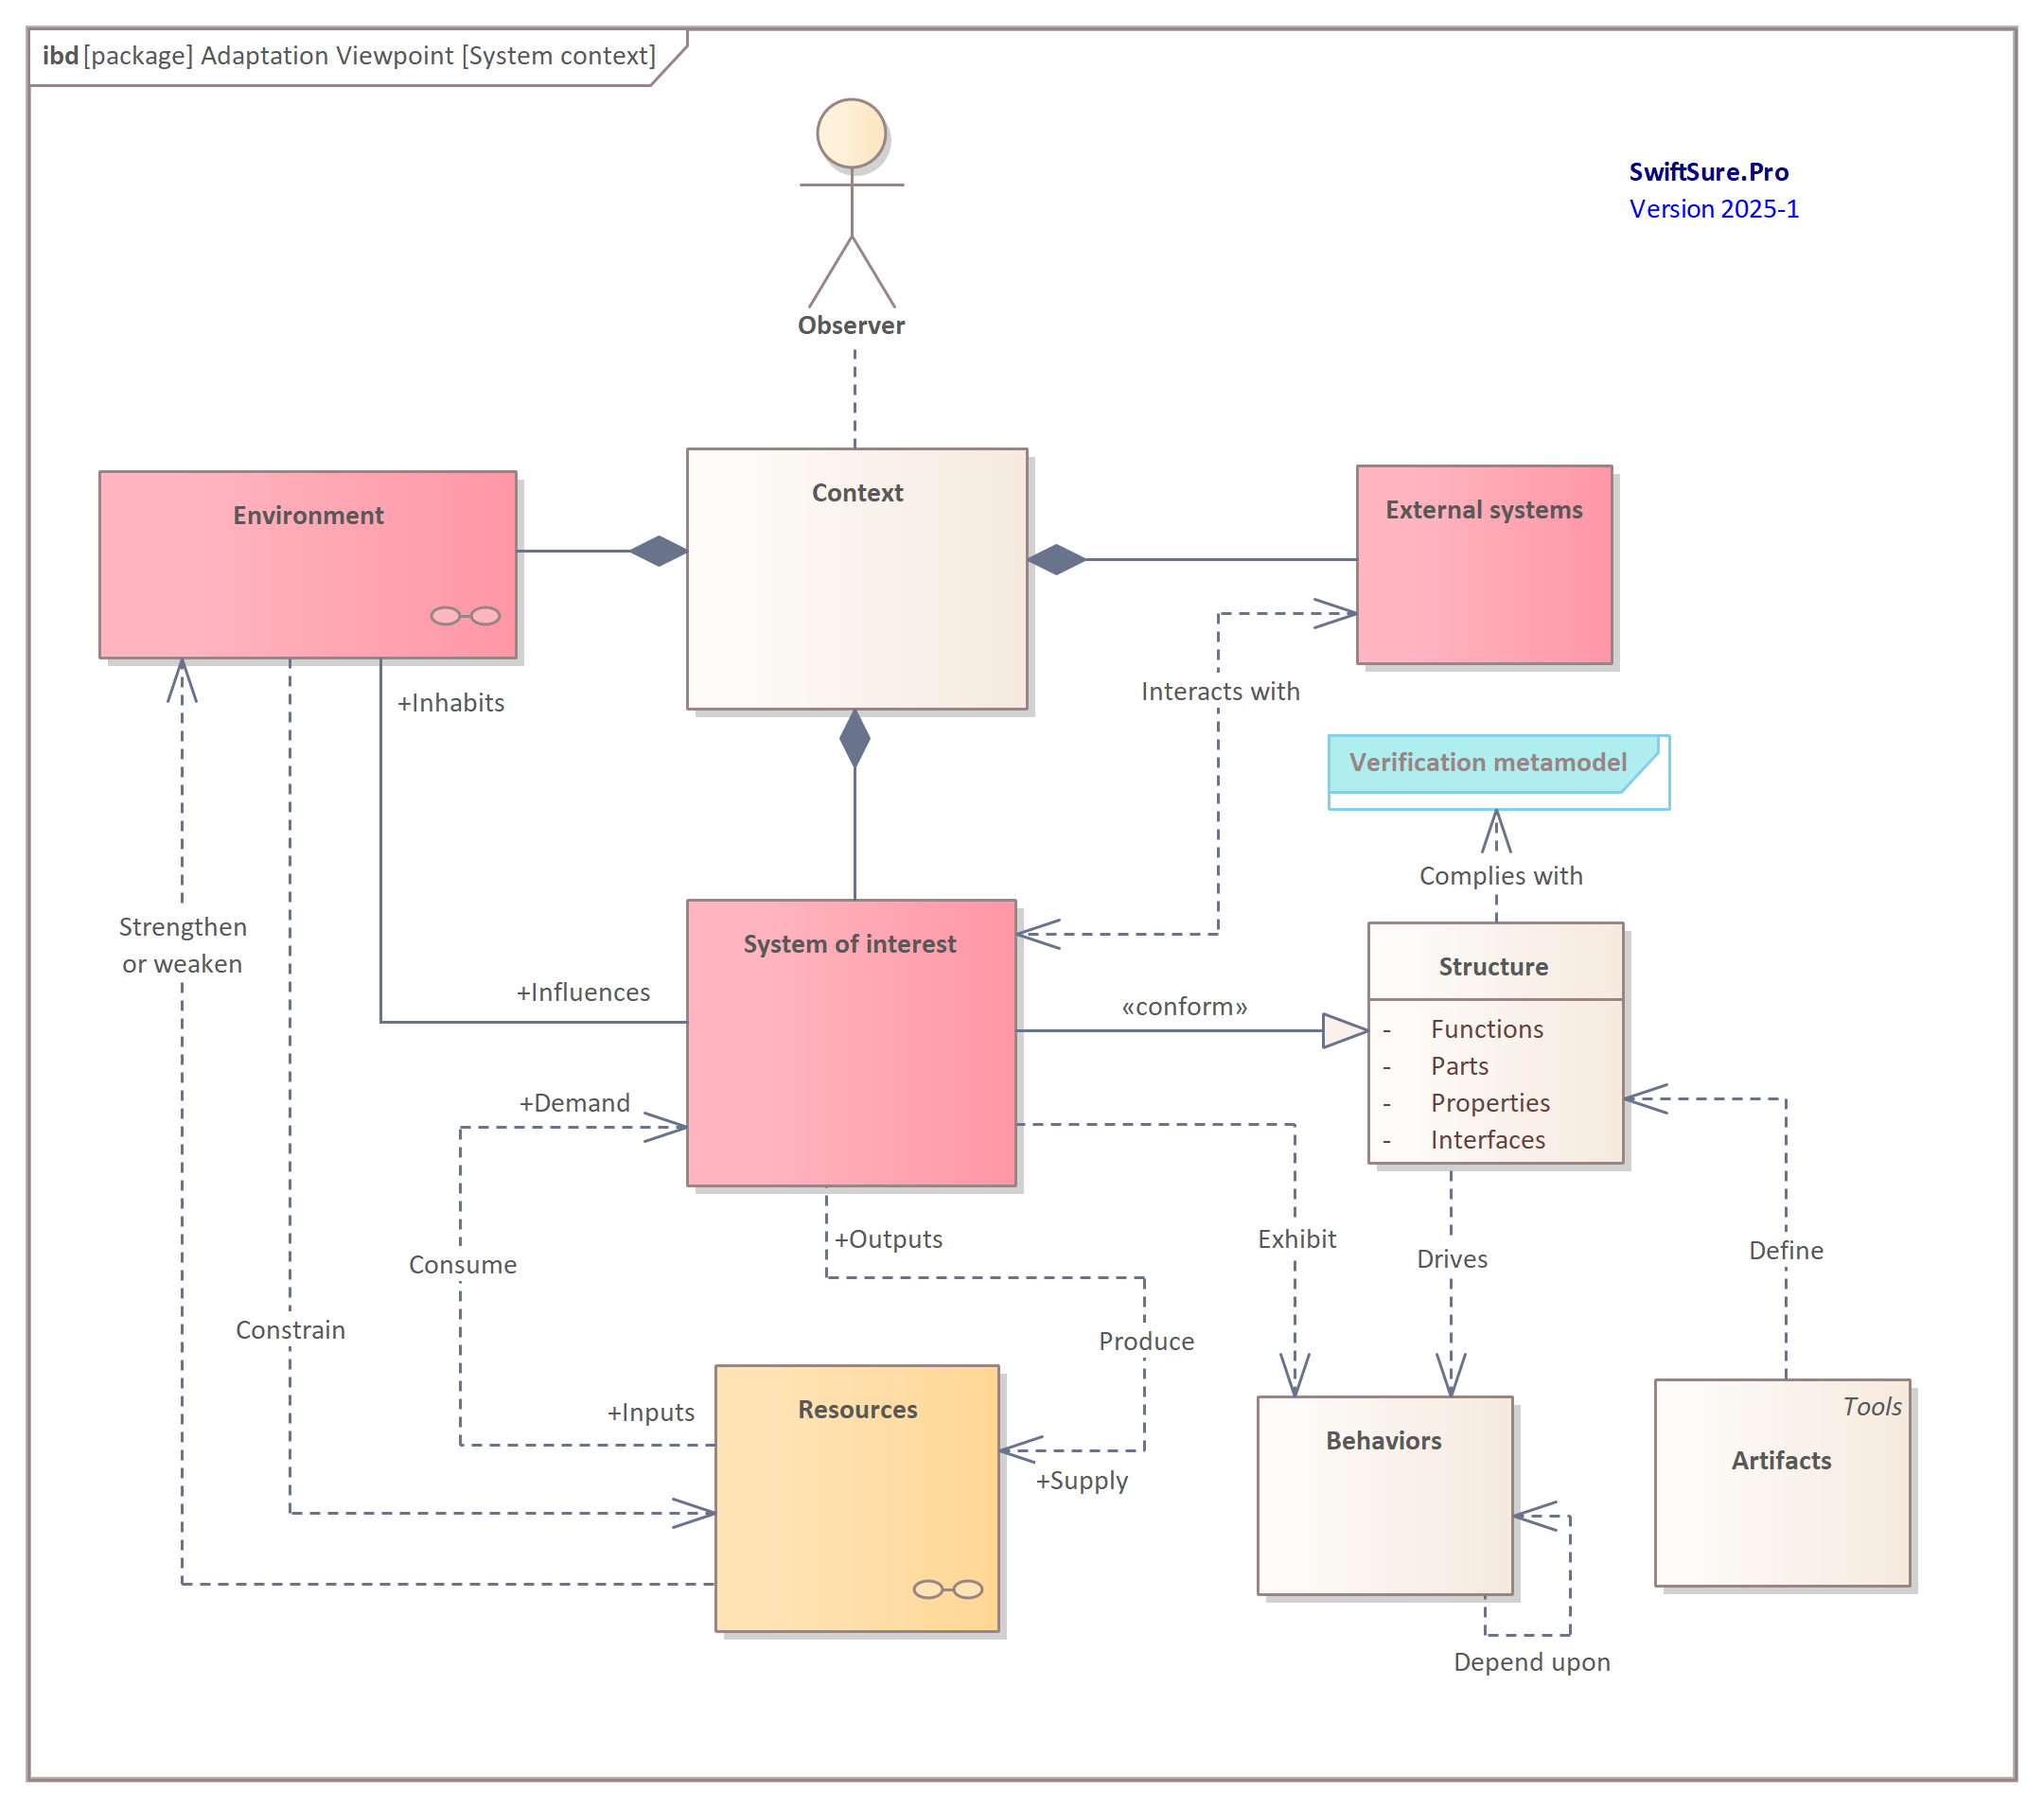 ibd [package] Adaptation Viewpoint [System context]
SwiftSure.Pro
Version 2025-1
Observer
Context
Environment
External systems
+Inhabits
Interacts with
Verification metamodel
Complies with
Strengthen
or weaken
System of interest
Structure
+Influences
«conform»
- Functions
- Parts
- Properties
- Interfaces
+Demand
+Outputs
Exhibit
Drives
Define
Consume
Constrain
Produce
+Inputs
Resources
+Supply
Behaviors
Tools
Artifacts
Depend upon